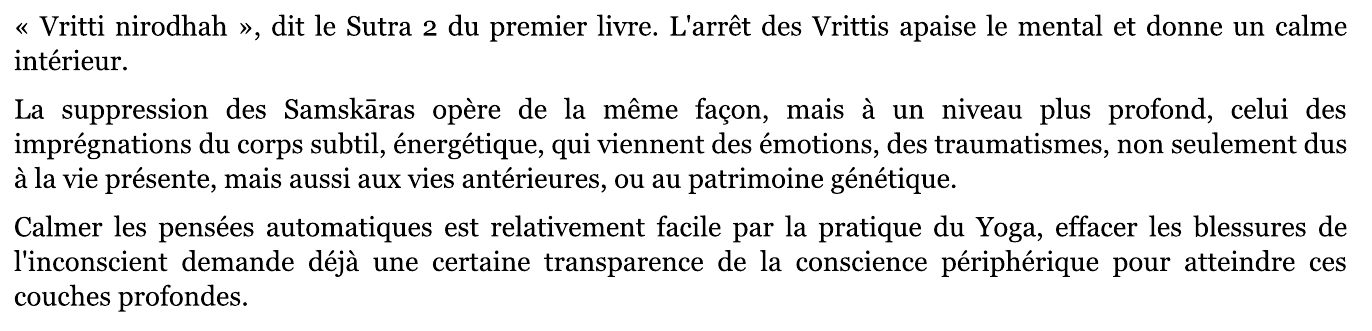 « Vritti nirodhah », dit le Sutra 2 du premier livre. L'arrêt des Vrittis apaise le mental et donne un calme
intérieur.
La suppression des Samskāras opère de la même façon, mais à un niveau plus profond, celui des
imprégnations du corps subtil, énergétique, qui viennent des émotions, des traumatismes, non seulement dus
à la vie présente, mais aussi aux vies antérieures, ou au patrimoine génétique.
Calmer les pensées automatiques est relativement facile par la pratique du Yoga, effacer les blessures de
l'inconscient demande déjà une certaine transparence de la conscience périphérique pour atteindre ces
couches profondes.